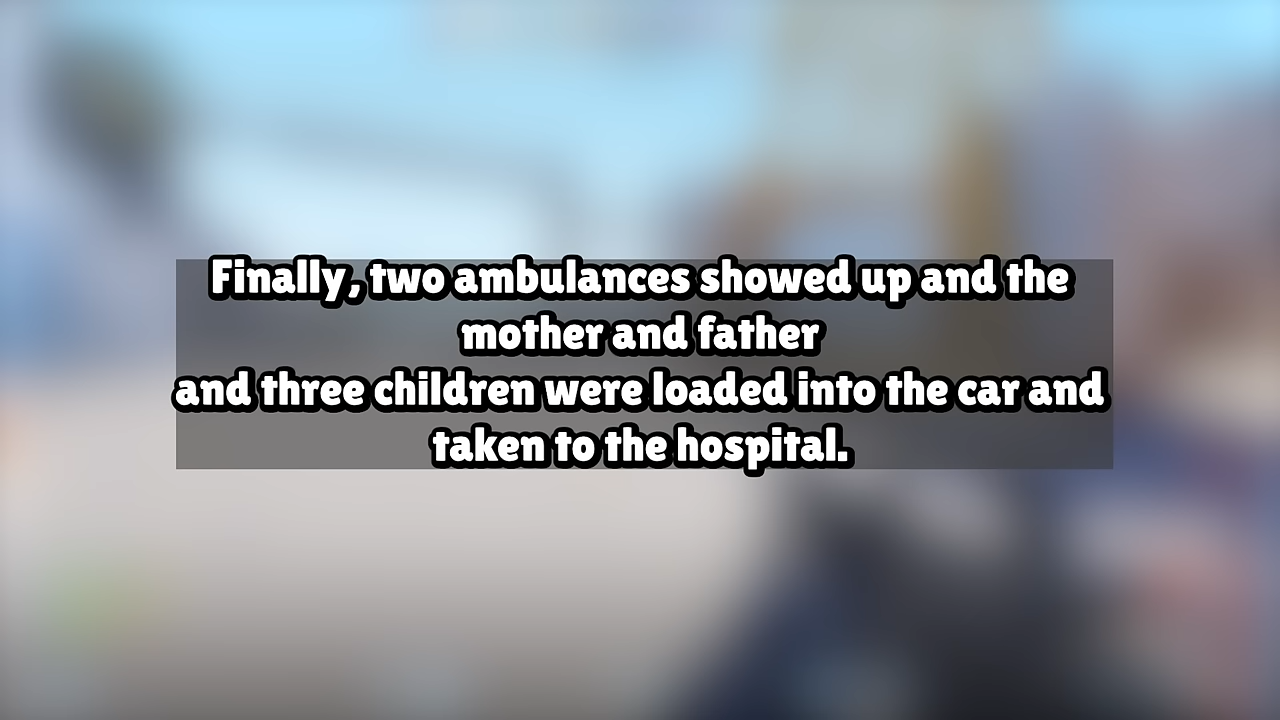 Finally, two ambulances showed up and the
mother and father
and three children were loaded into the car and
taken to the hospital.